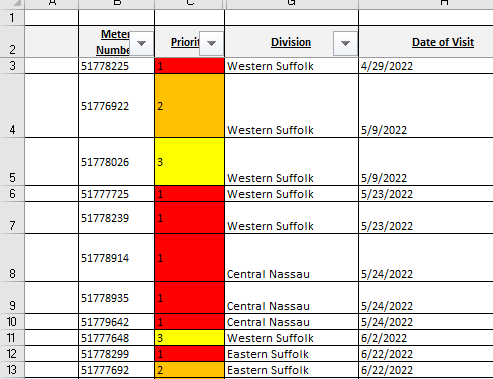 A B C G H
1
Meter Priorit Division Date of Visit
2 Numbe
3 51778225 1 Western Suffolk 4/29/2022
4 51776922 2 Western Suffolk 5/9/2022
5 51778026 3 Western Suffolk 5/9/2022
6 51777725 1 Western Suffolk 5/23/2022
7 51778239 1 Western Suffolk 5/23/2022
8 51778914 1 Central Nassau 5/24/2022
9 51778935 1 Central Nassau 5/24/2022
10 51779642 1 Central Nassau 5/24/2022
11 51777648 3 Western Suffolk 6/2/2022
12 51778299 1 Eastern Suffolk 6/22/2022
13 51777692 2 Eastern Suffolk 6/22/2022